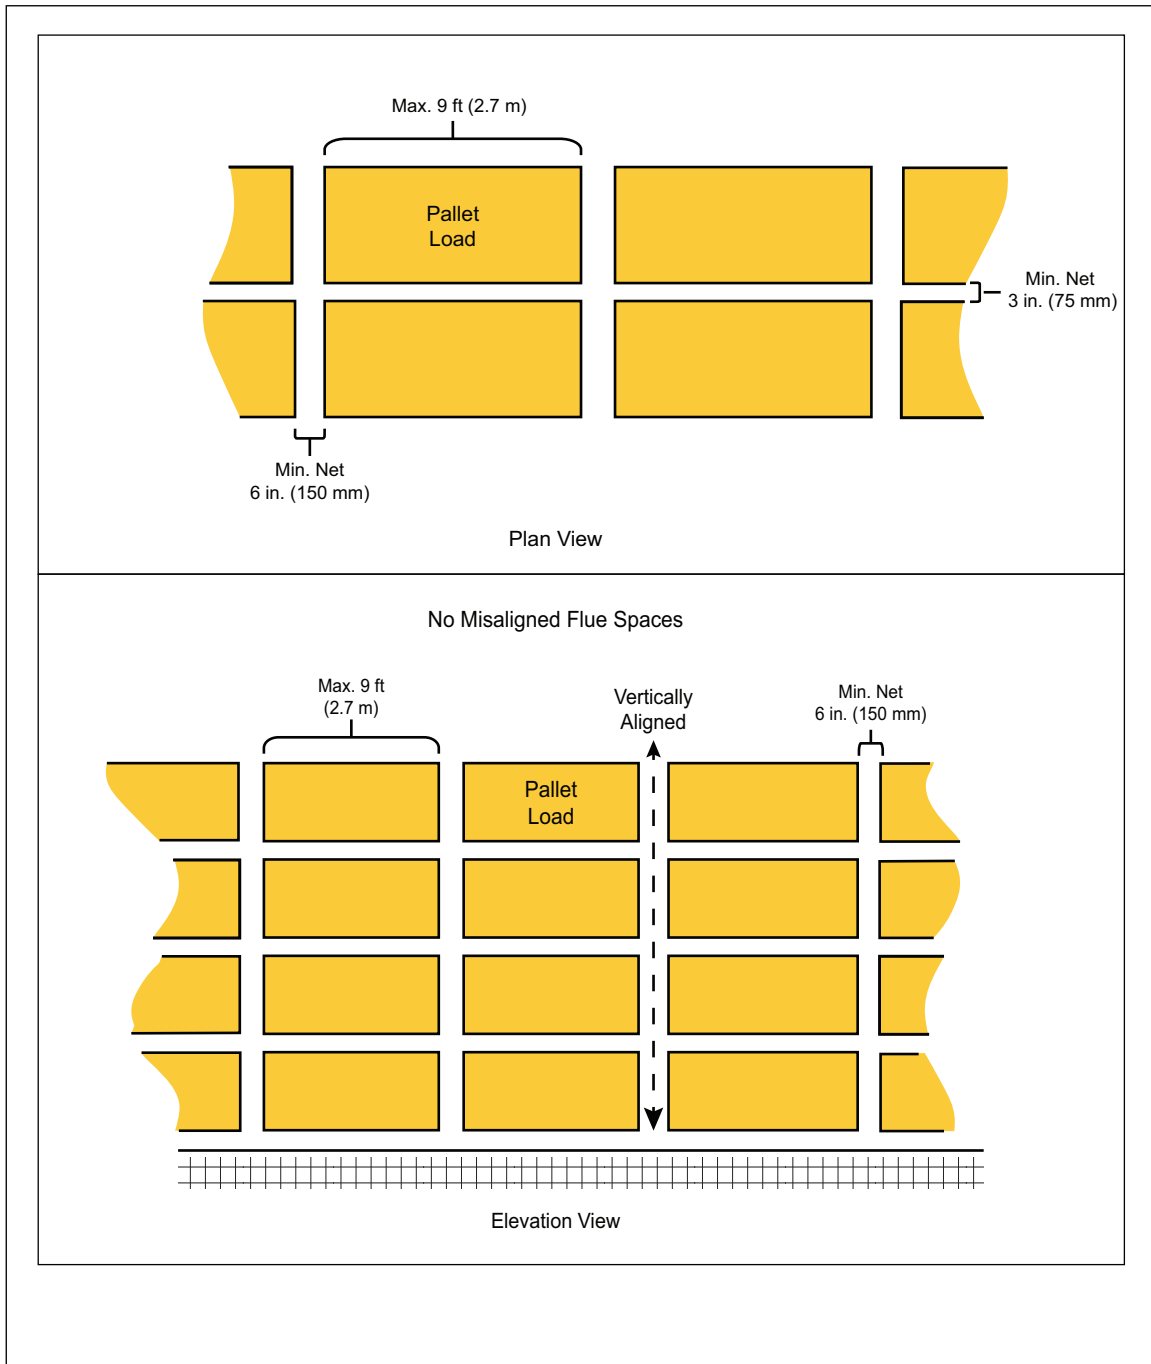 Max. 9 ft (2.7 m)
Pallet
Load
Min. Net
3 in. (75 mm)
Min. Net
6 in. (150 mm)
Plan View
No Misaligned Flue Spaces
Max. 9 ft
(2.7 m)
Vertically
Aligned
Min. Net
6 in. (150 mm)
Pallet
Load
Elevation View